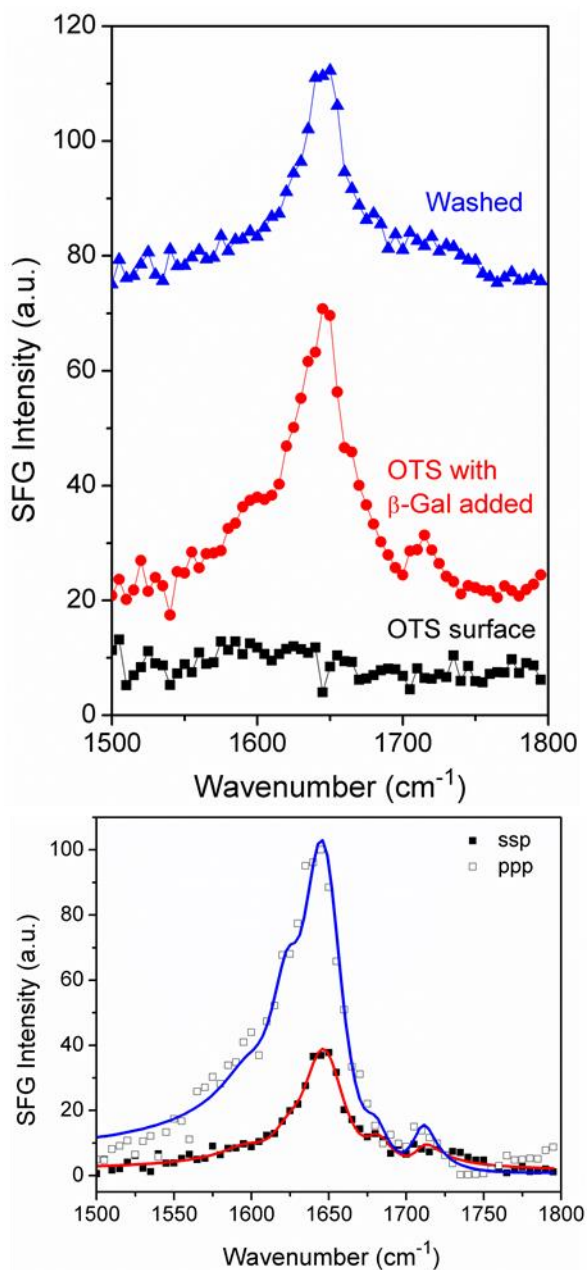 120
100
80
60
40
20
0
SFG Intensity (a.u.)
Washed
OTS with
β-Gal added
OTS surface
1500 1600 1700 1800
Wavenumber (cm⁻¹)
100
80
60
40
20
0
SFG Intensity (a.u.)
ssp
ppp
1500 1550 1600 1650 1700 1750 1800
Wavenumber (cm⁻¹)